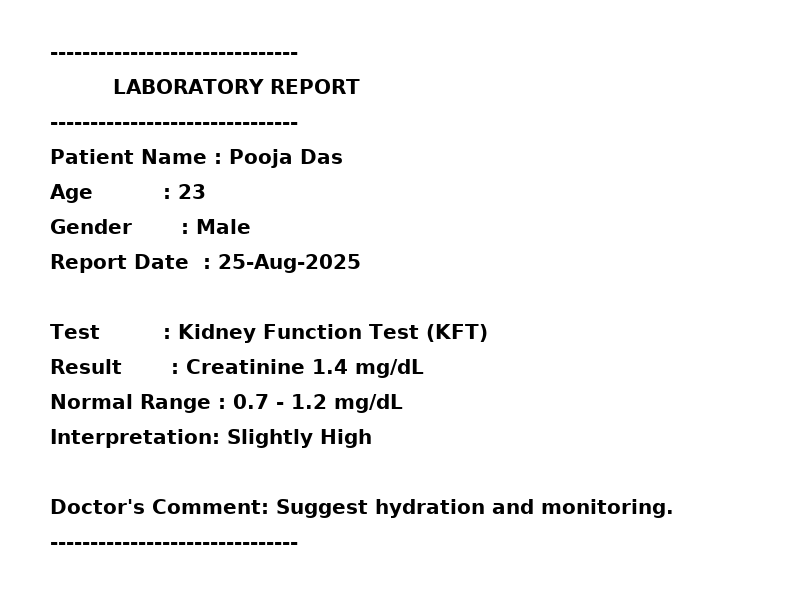 -------------------------------
LABORATORY REPORT
-------------------------------
Patient Name : Pooja Das
Age : 23
Gender : Male
Report Date : 25-Aug-2025
Test : Kidney Function Test (KFT)
Result : Creatinine 1.4 mg/dL
Normal Range : 0.7 - 1.2 mg/dL
Interpretation: Slightly High
Doctor's Comment: Suggest hydration and monitoring.
-------------------------------